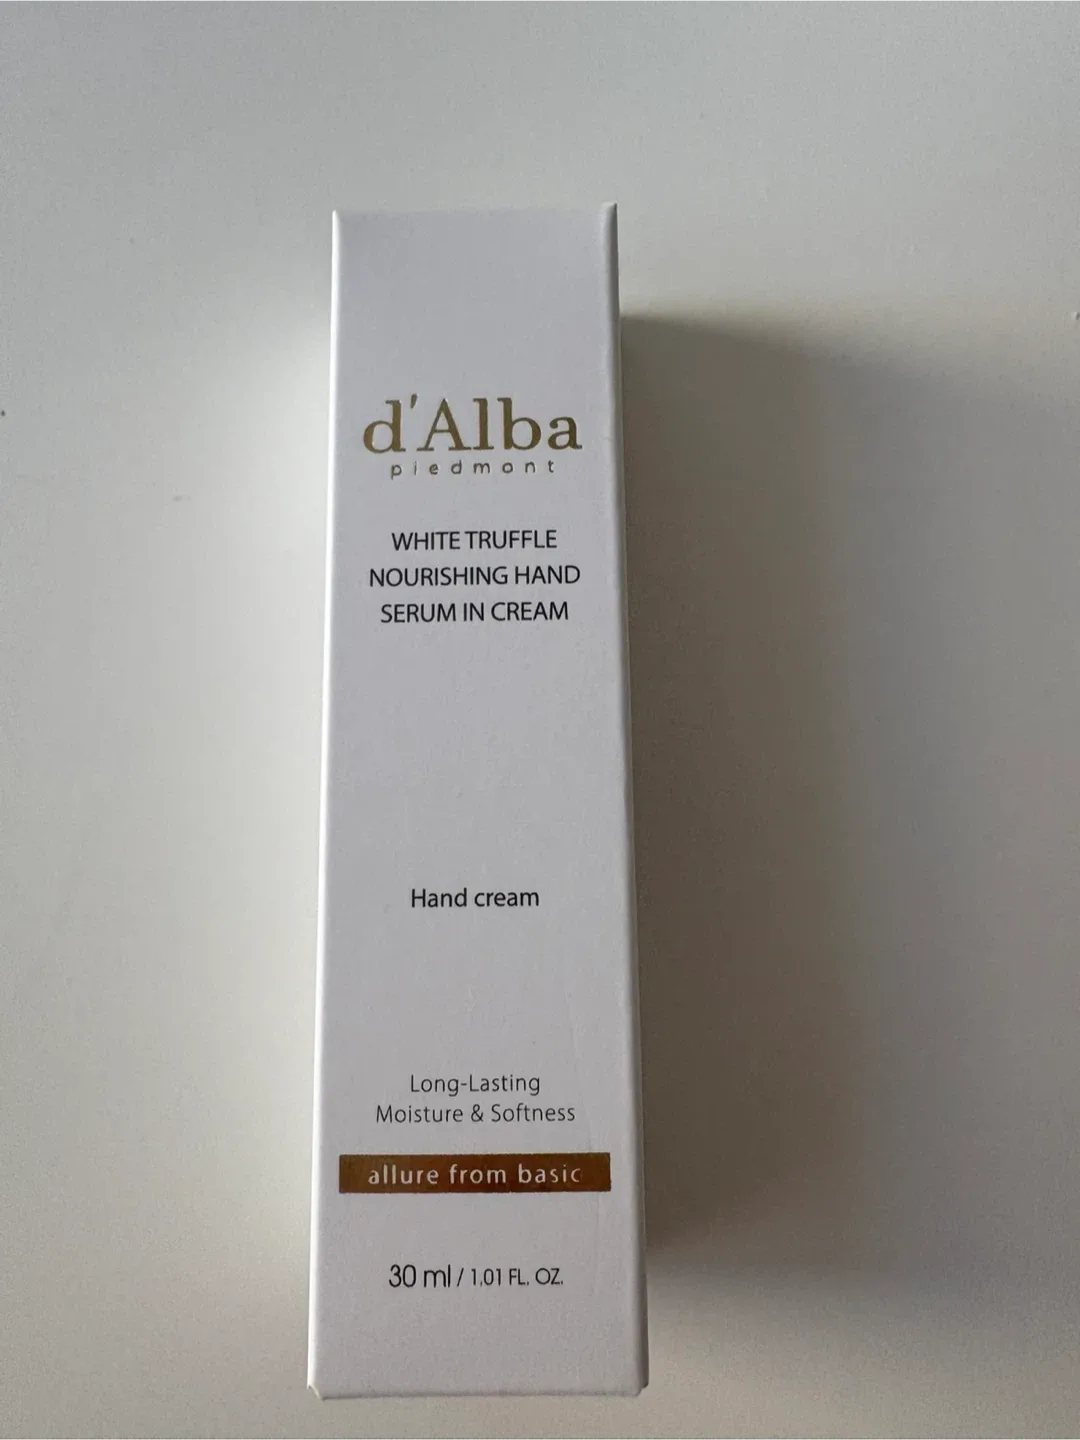 d'Alba
piedmont
WHITE TRUFFLE
NOURISHING HAND
SERUM IN CREAM
Hand cream
Long-Lasting
Moisture & Softness
allure from basic
30 ml / 1.01 FL. OZ.